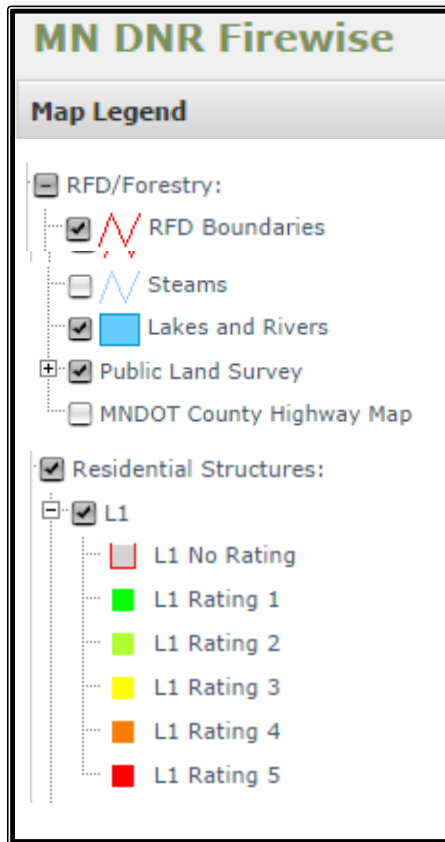 MN DNR Firewise
Map Legend
RFD/Forestry:
RFD Boundaries
Steams
Lakes and Rivers
Public Land Survey
MNDOT County Highway Map
Residential Structures:
L1
L1 No Rating
L1 Rating 1
L1 Rating 2
L1 Rating 3
L1 Rating 4
L1 Rating 5